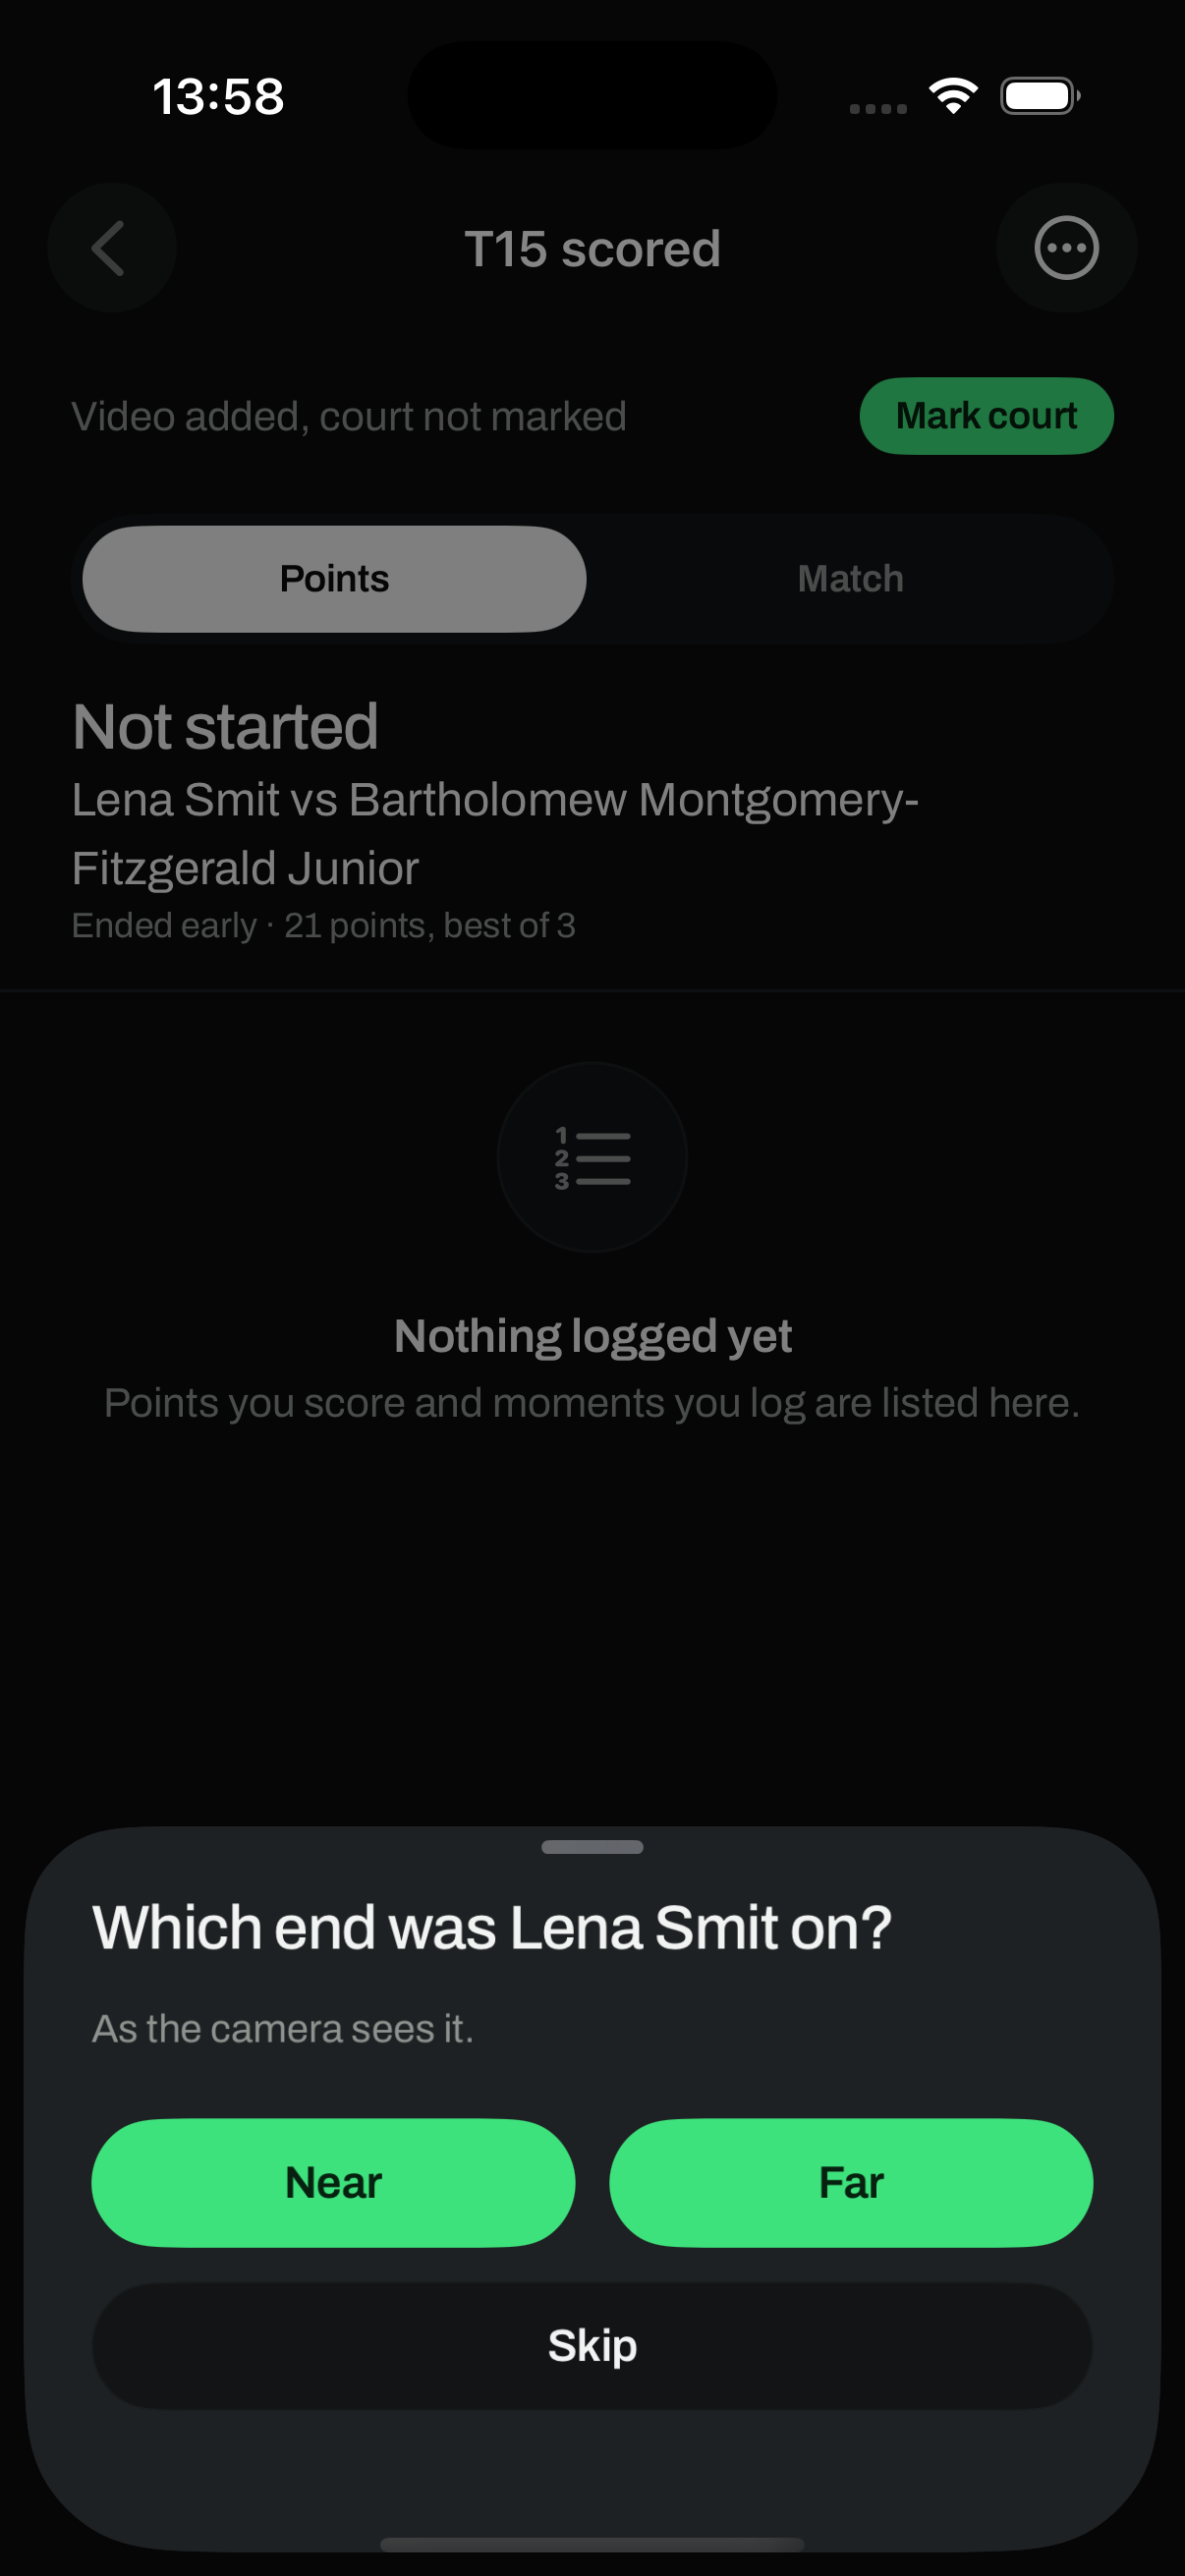 13:58
T15 scored
Video added, court not marked
Mark court
Points
Match
Not started
Lena Smit vs Bartholomew Montgomery-
Fitzgerald Junior
Ended early · 21 points, best of 3
1
2
3
Nothing logged yet
Points you score and moments you log are listed here.
Which end was Lena Smit on?
As the camera sees it.
Near
Far
Skip